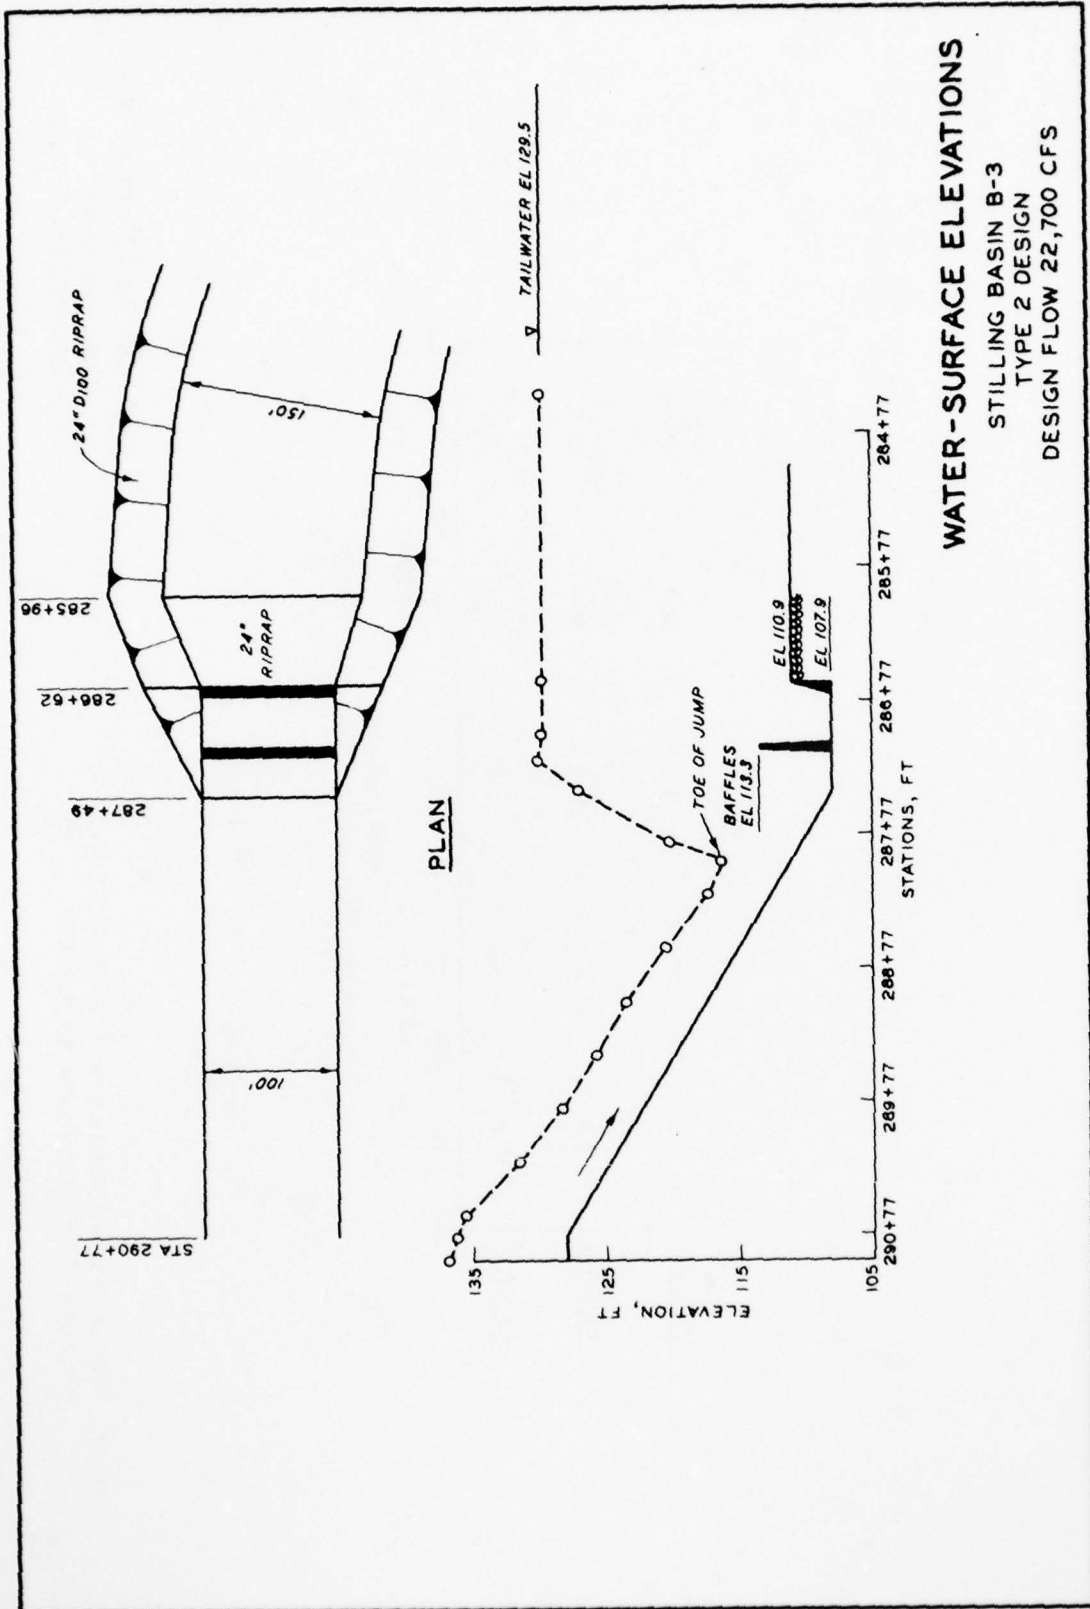 STA 290+77
287+49
286+62
285+96
24" D100 RIPRAP
24"
RIPRAP
100'
150'
PLAN
TAILWATER EL 129.5
TOE OF JUMP
BAFFLES
EL 113.3
EL 110.9
EL 107.9
135
125
115
105
ELEVATION, FT
290+77
289+77
288+77
287+77
286+77
285+77
284+77
STATIONS, FT
WATER-SURFACE ELEVATIONS
STILLING BASIN B-3
TYPE 2 DESIGN
DESIGN FLOW 22,700 CFS